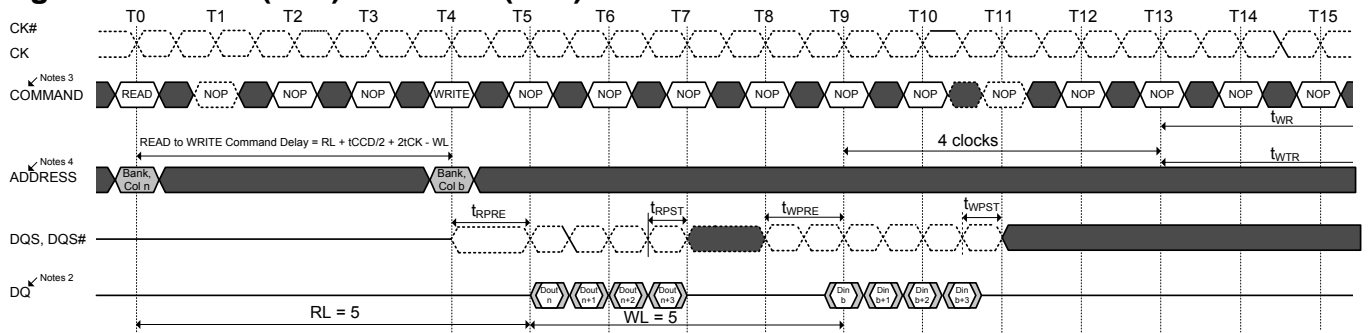 T0 T1 T2 T3 T4 T5 T6 T7 T8 T9 T10 T11 T12 T13 T14 T15
CK#
CK
Notes 3
COMMAND READ NOP NOP NOP WRITE NOP NOP NOP NOP NOP NOP NOP NOP NOP NOP NOP
READ to WRITE Command Delay = RL + tCCD/2 + 2tCK - WL
4 clocks
tWR
tWTR
Notes 4
ADDRESS
Bank,
Col n
Bank,
Col b
tRPRE tRPST tWPRE tWPST
DQS, DQS#
Notes 2
DQ
Dout
n
Dout
n+1
Dout
n+2
Dout
n+3
Din
b
Din
b+1
Din
b+2
Din
b+3
RL = 5 WL = 5